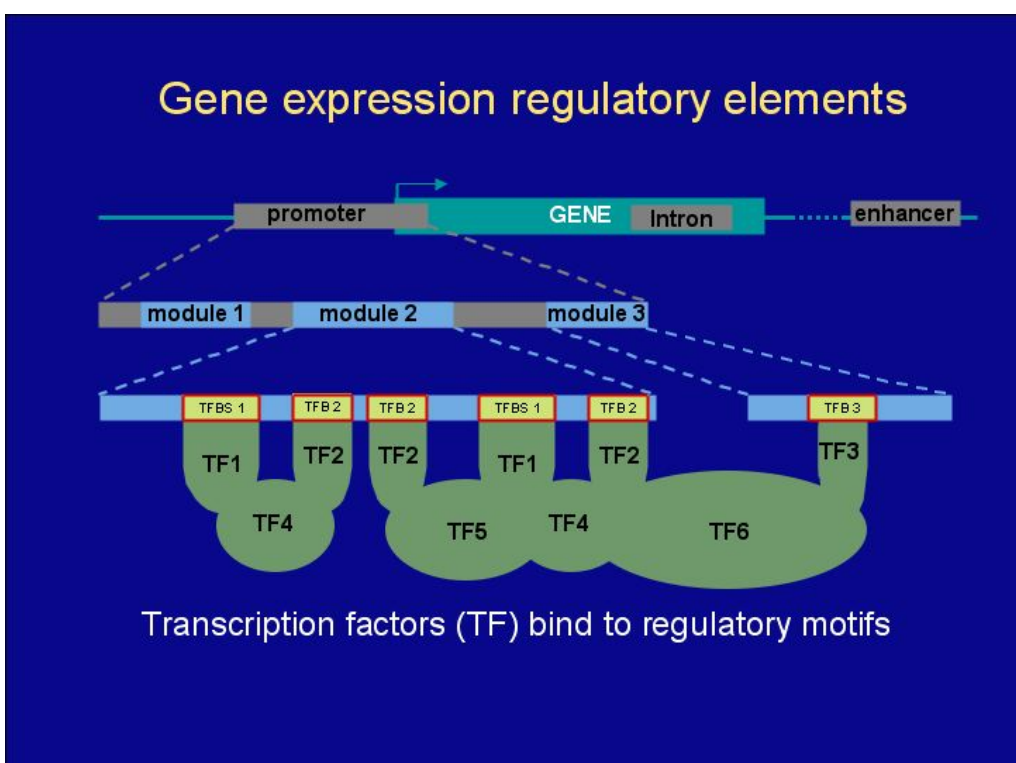 Gene expression regulatory elements
promoter GENE Intron enhancer
module 1 module 2 module 3
TFBS 1 TFB 2 TFB 2 TFBS 1 TFB 2 TFB 3
TF1 TF2 TF2 TF1 TF2 TF3
TF4 TF5 TF4 TF6
Transcription factors (TF) bind to regulatory motifs